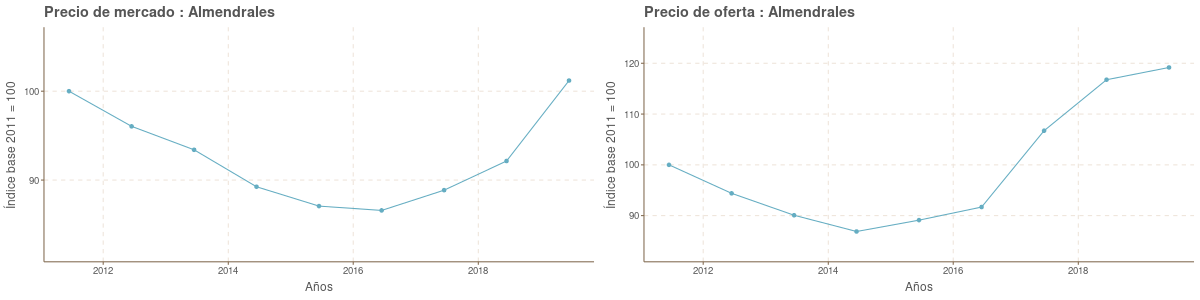 Precio de mercado : Almendrales
Índice base 2011 = 100
100
90
2012
2014
2016
2018
Años
Precio de oferta : Almendrales
Índice base 2011 = 100
120
110
100
90
2012
2014
2016
2018
Años